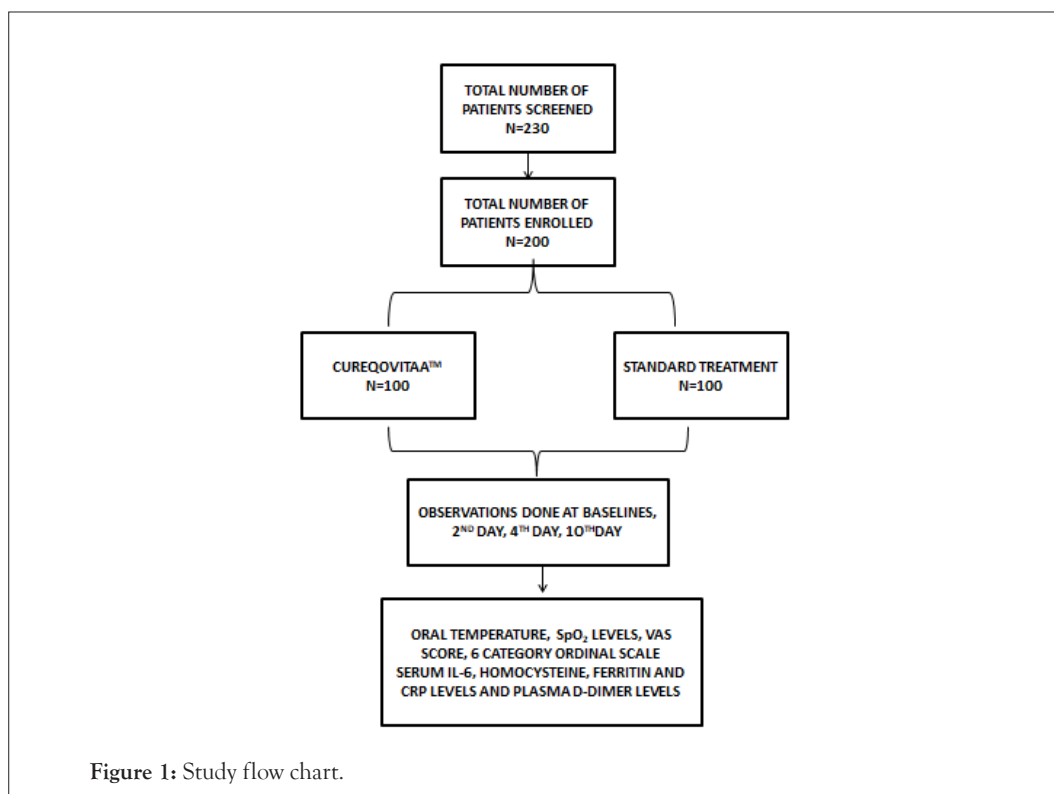 TOTAL NUMBER OF
PATIENTS SCREENED
N=230
TOTAL NUMBER OF
PATIENTS ENROLLED
N=200
CUREQOVITAA™
N=100
STANDARD TREATMENT
N=100
OBSERVATIONS DONE AT BASELINES,
2ND DAY, 4TH DAY, 10THDAY
ORAL TEMPERATURE, SpO₂ LEVELS, VAS
SCORE, 6 CATEGORY ORDINAL SCALE
SERUM IL-6, HOMOCYSTEINE, FERRITIN AND
CRP LEVELS AND PLASMA D-DIMER LEVELS
Figure 1: Study flow chart.